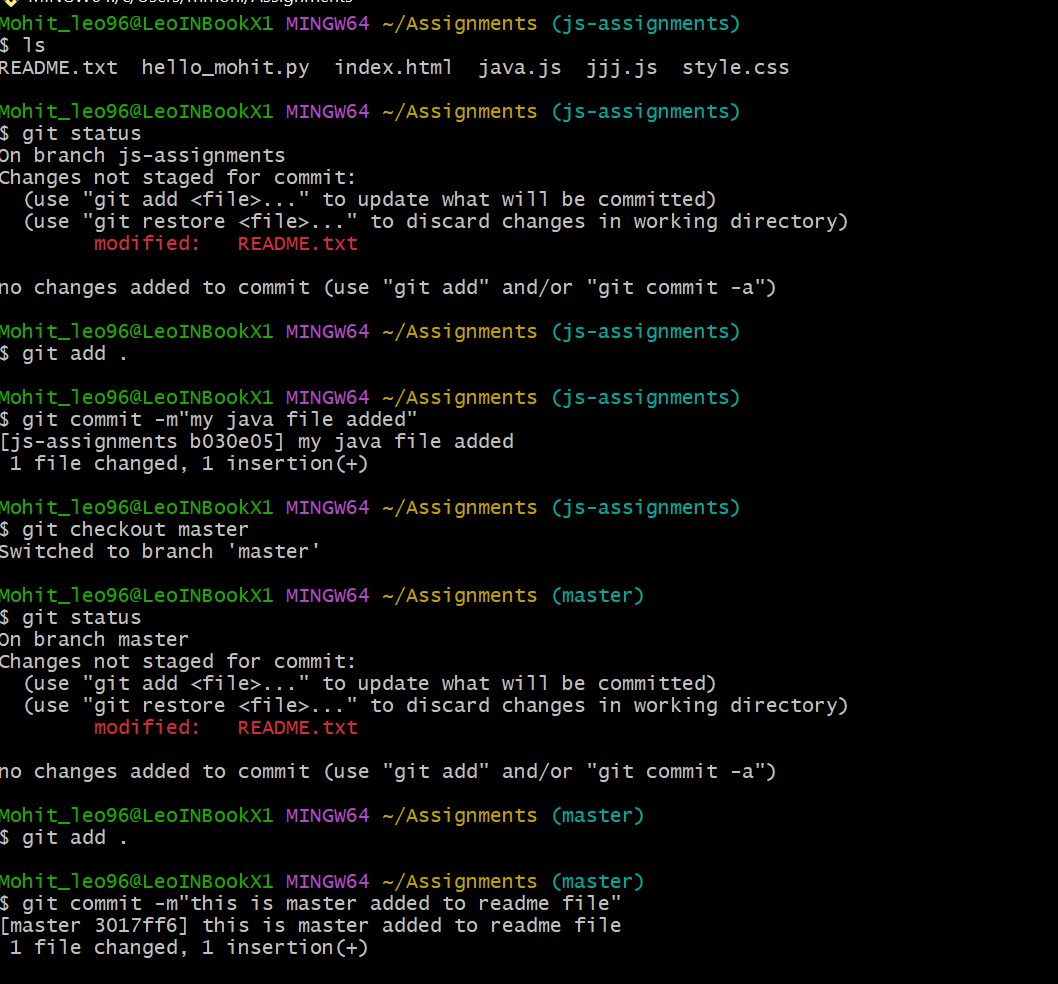 Mohit_leo96@LeoINBookX1 MINGW64 ~/Assignments (js-assignments)
$ ls
README.txt  hello_mohit.py  index.html  java.js  jjj.js  style.css
Mohit_leo96@LeoINBookX1 MINGW64 ~/Assignments (js-assignments)
$ git status
On branch js-assignments
Changes not staged for commit:
  (use "git add <file>..." to update what will be committed)
  (use "git restore <file>..." to discard changes in working directory)
        modified:   README.txt
no changes added to commit (use "git add" and/or "git commit -a")
Mohit_leo96@LeoINBookX1 MINGW64 ~/Assignments (js-assignments)
$ git add .
Mohit_leo96@LeoINBookX1 MINGW64 ~/Assignments (js-assignments)
$ git commit -m"my java file added"
[js-assignments b030e05] my java file added
 1 file changed, 1 insertion(+)
Mohit_leo96@LeoINBookX1 MINGW64 ~/Assignments (js-assignments)
$ git checkout master
Switched to branch 'master'
Mohit_leo96@LeoINBookX1 MINGW64 ~/Assignments (master)
$ git status
On branch master
Changes not staged for commit:
  (use "git add <file>..." to update what will be committed)
  (use "git restore <file>..." to discard changes in working directory)
        modified:   README.txt
no changes added to commit (use "git add" and/or "git commit -a")
Mohit_leo96@LeoINBookX1 MINGW64 ~/Assignments (master)
$ git add .
Mohit_leo96@LeoINBookX1 MINGW64 ~/Assignments (master)
$ git commit -m"this is master added to readme file"
[master 3017ff6] this is master added to readme file
 1 file changed, 1 insertion(+)